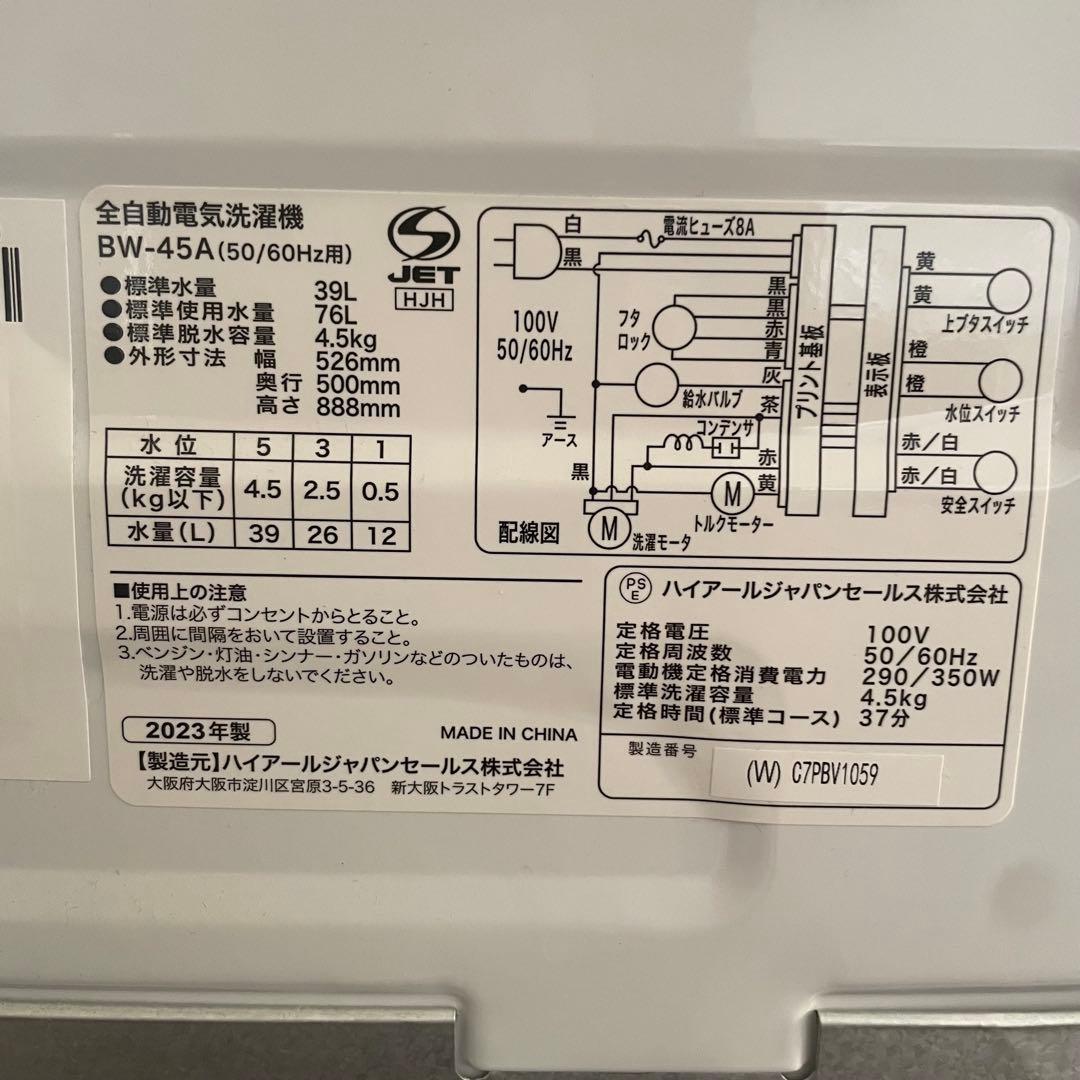 全自動電気洗濯機
BW-45A(50/60Hz用)
●標準水量 39L
●標準使用水量 76L
●標準脱水容量 4.5kg
●外形寸法 幅 526mm
奥行 500mm
高さ 888mm
JET
HJH
水位 5 3 1
洗濯容量(kg以下) 4.5 2.5 0.5
水量(L) 39 26 12
白
電流ヒューズ8A
黒
100V
50/60Hz
アース
フタ
ロック
黒
黒
赤
青
灰
給水バルブ
茶
コンデンサ
赤
黒
黄
M
トルクモーター
M
洗濯モータ
配線図
プリント基板
表示板
黄
黄
上ブタスイッチ
橙
橙
水位スイッチ
赤/白
赤/白
安全スイッチ
■使用上の注意
1.電源は必ずコンセントからとること。
2.周囲に間隔をおいて設置すること。
3.ベンジン・灯油・シンナー・ガソリンなどのついたものは、
洗濯や脱水をしないでください。
2023年製
MADE IN CHINA
【製造元】ハイアールジャパンセールス株式会社
大阪府大阪市淀川区宮原3-5-36 新大阪トラストタワー7F
PSE ハイアールジャパンセールス株式会社
定格電圧 100V
定格周波数 50/60Hz
電動機定格消費電力 290/350W
標準洗濯容量 4.5kg
定格時間(標準コース) 37分
製造番号
(W) C7PBV1059